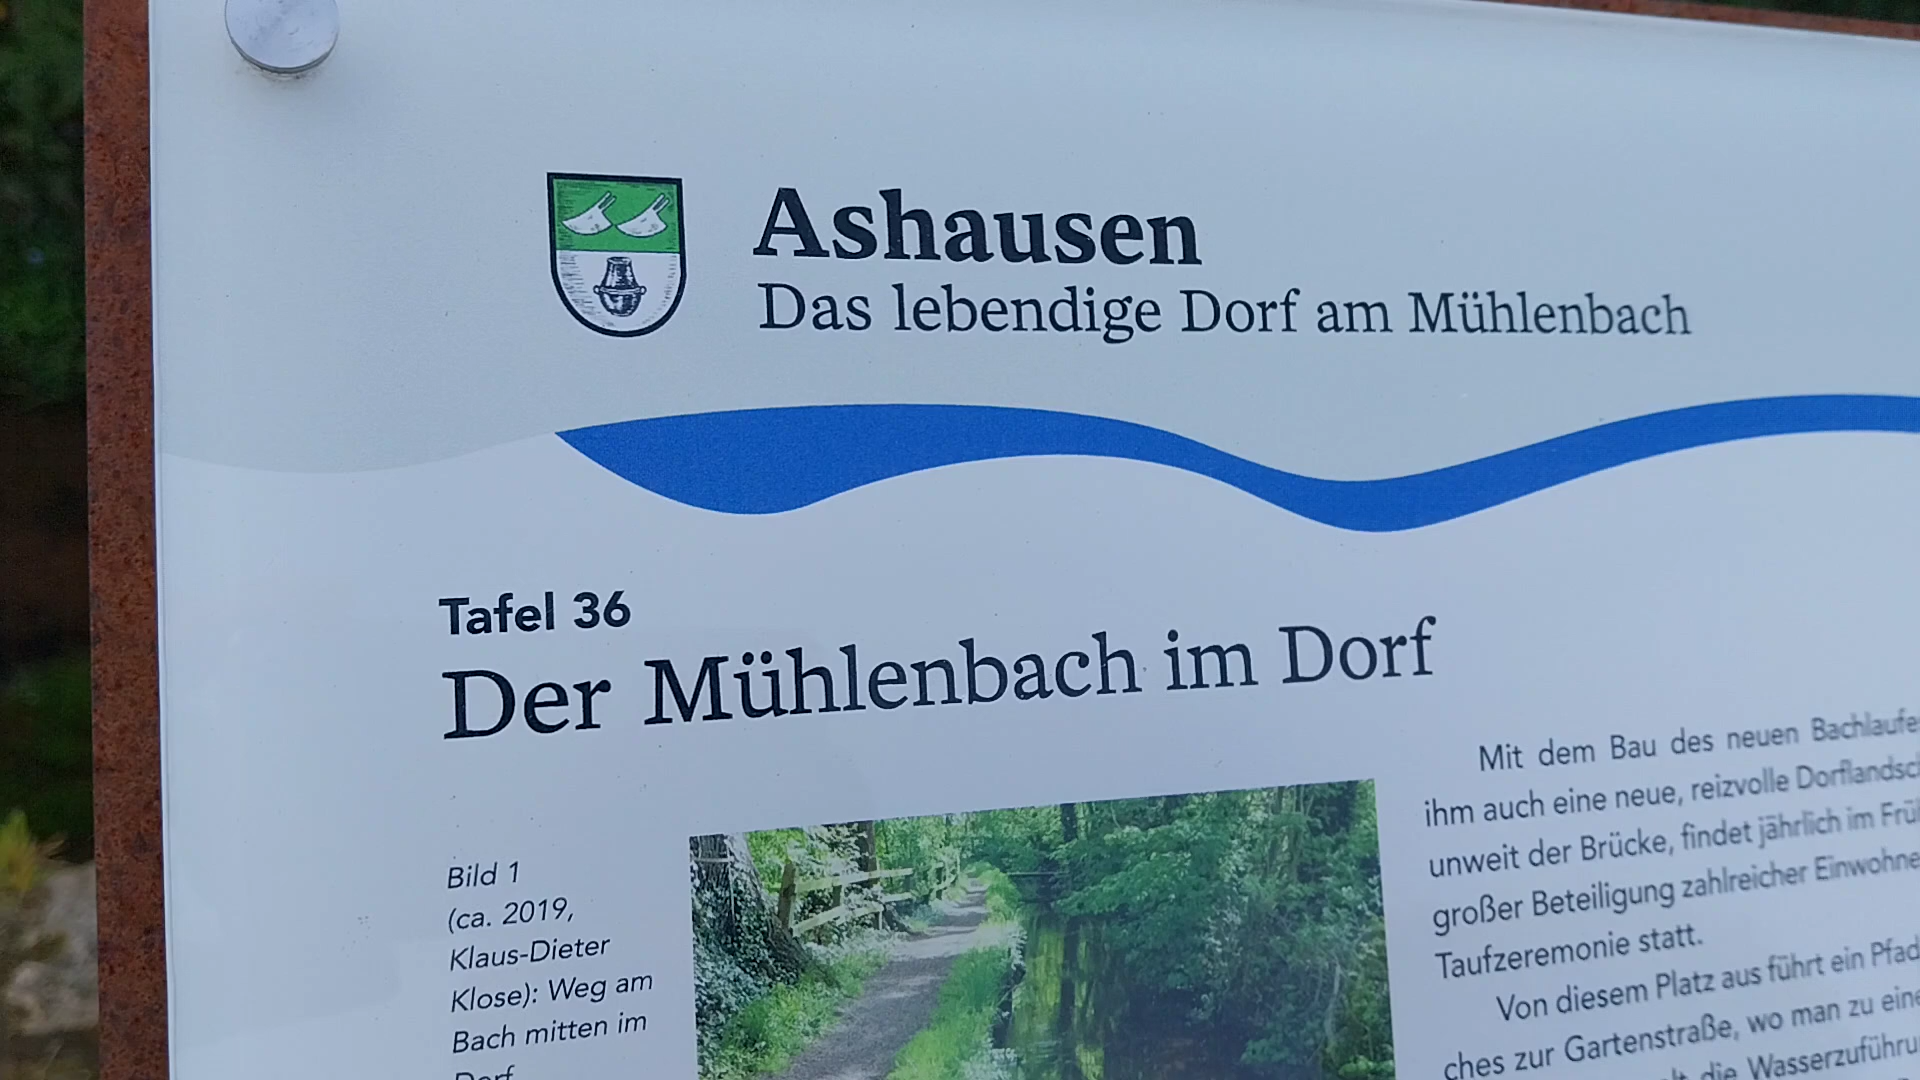 Ashausen
Das lebendige Dorf am Mühlenbach
Tafel 36
Der Mühlenbach im Dorf
Bild 1
(ca. 2019,
Klaus-Dieter
Klose): Weg am
Bach mitten im
Dorf
Mit dem Bau des neuen
ihm auch eine neue, reizvolle
unweit der Brücke, findet jährlich im
großer Beteiligung zahlreicher
Taufzeremonie statt.
Von diesem Platz aus führt ein
ches zur Gartenstraße, wo man zu
die